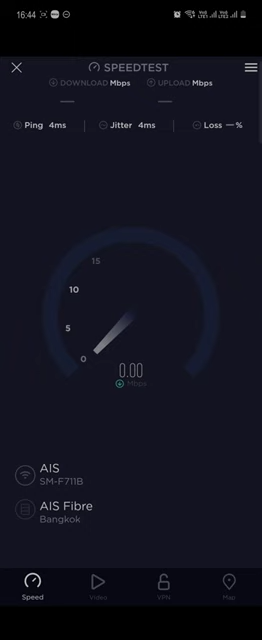 16:44
SPEEDTEST
DOWNLOAD Mbps UPLOAD Mbps
Ping 4ms Jitter 4ms Loss — %
15
10
5
0
0.00
Mbps
AIS
SM-F711B
AIS Fibre
Bangkok
Speed Video VPN Map